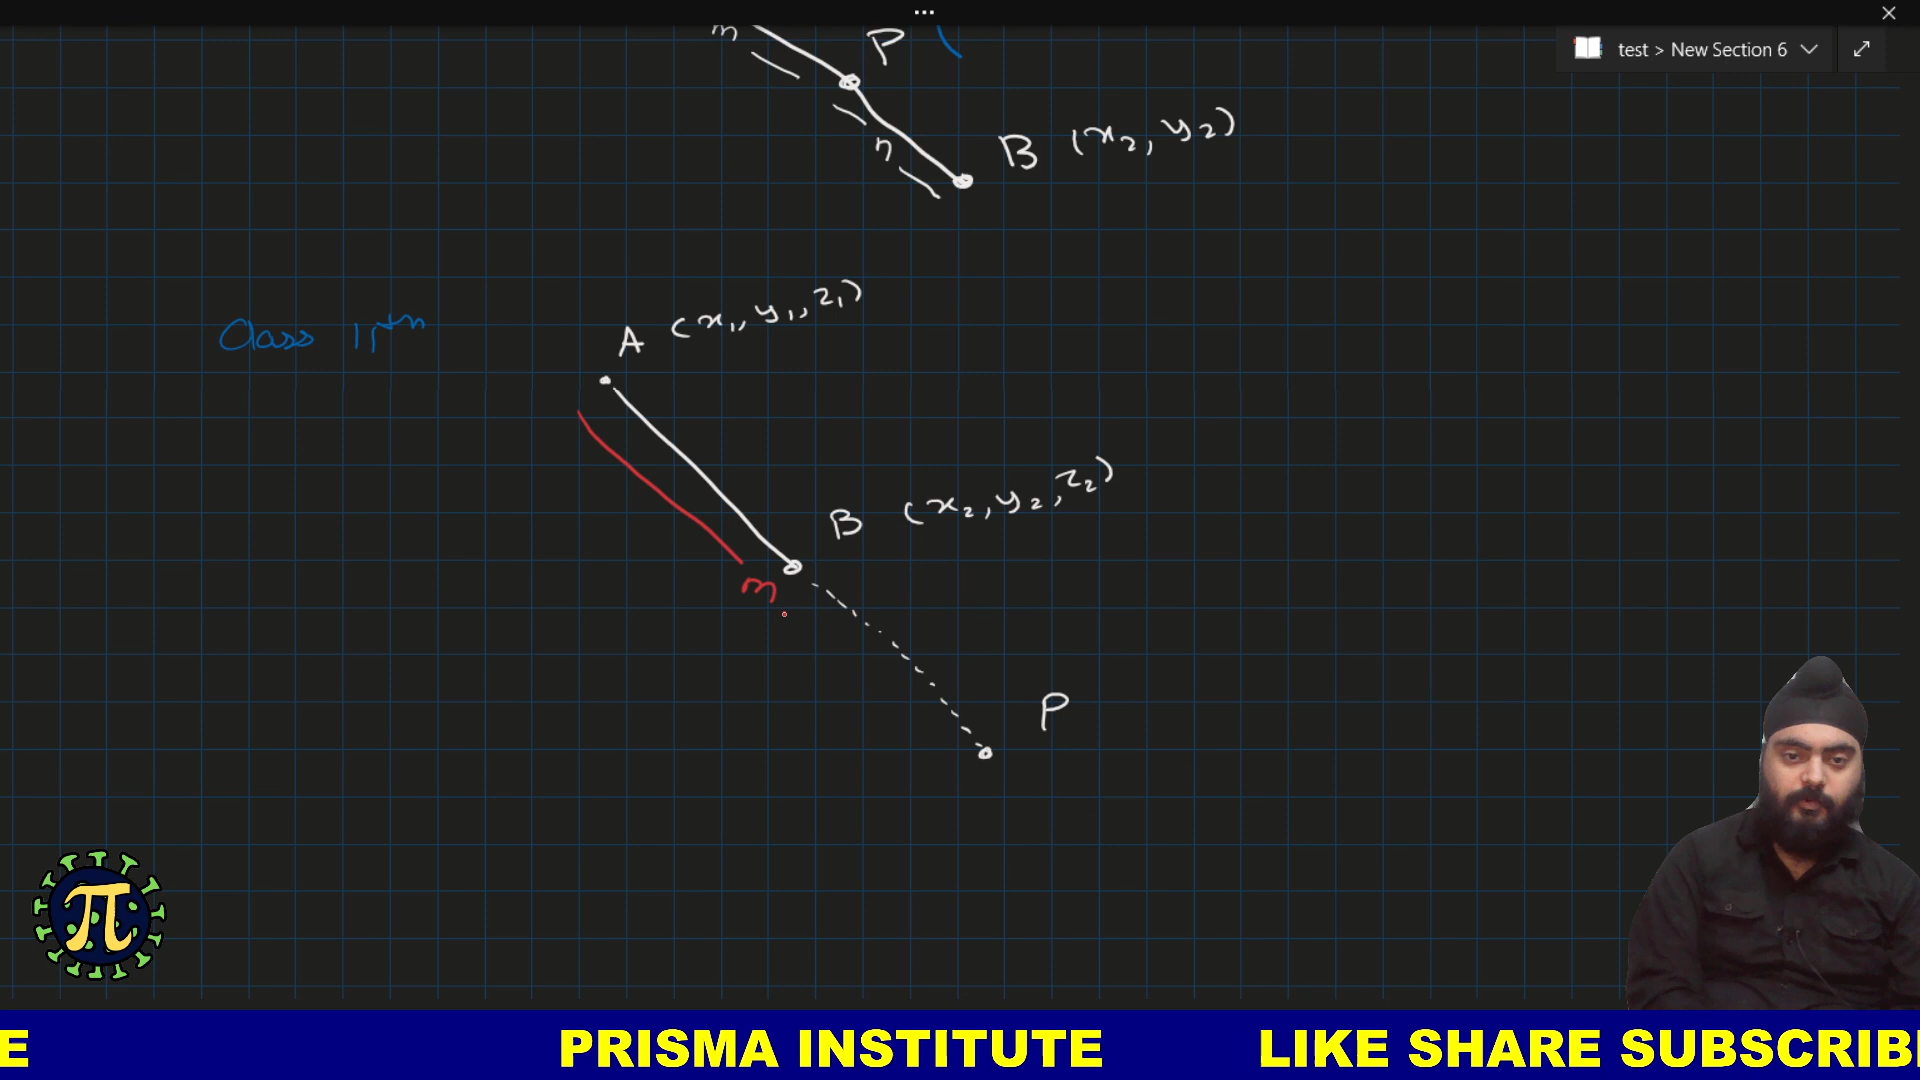 ...
test > New Section 6
m P
n B (x2, y2)
Class 11th
A (x1, y1, z1)
B (x2, y2, z2)
m
P
π
E PRISMA INSTITUTE LIKE SHARE SUBSCRIB